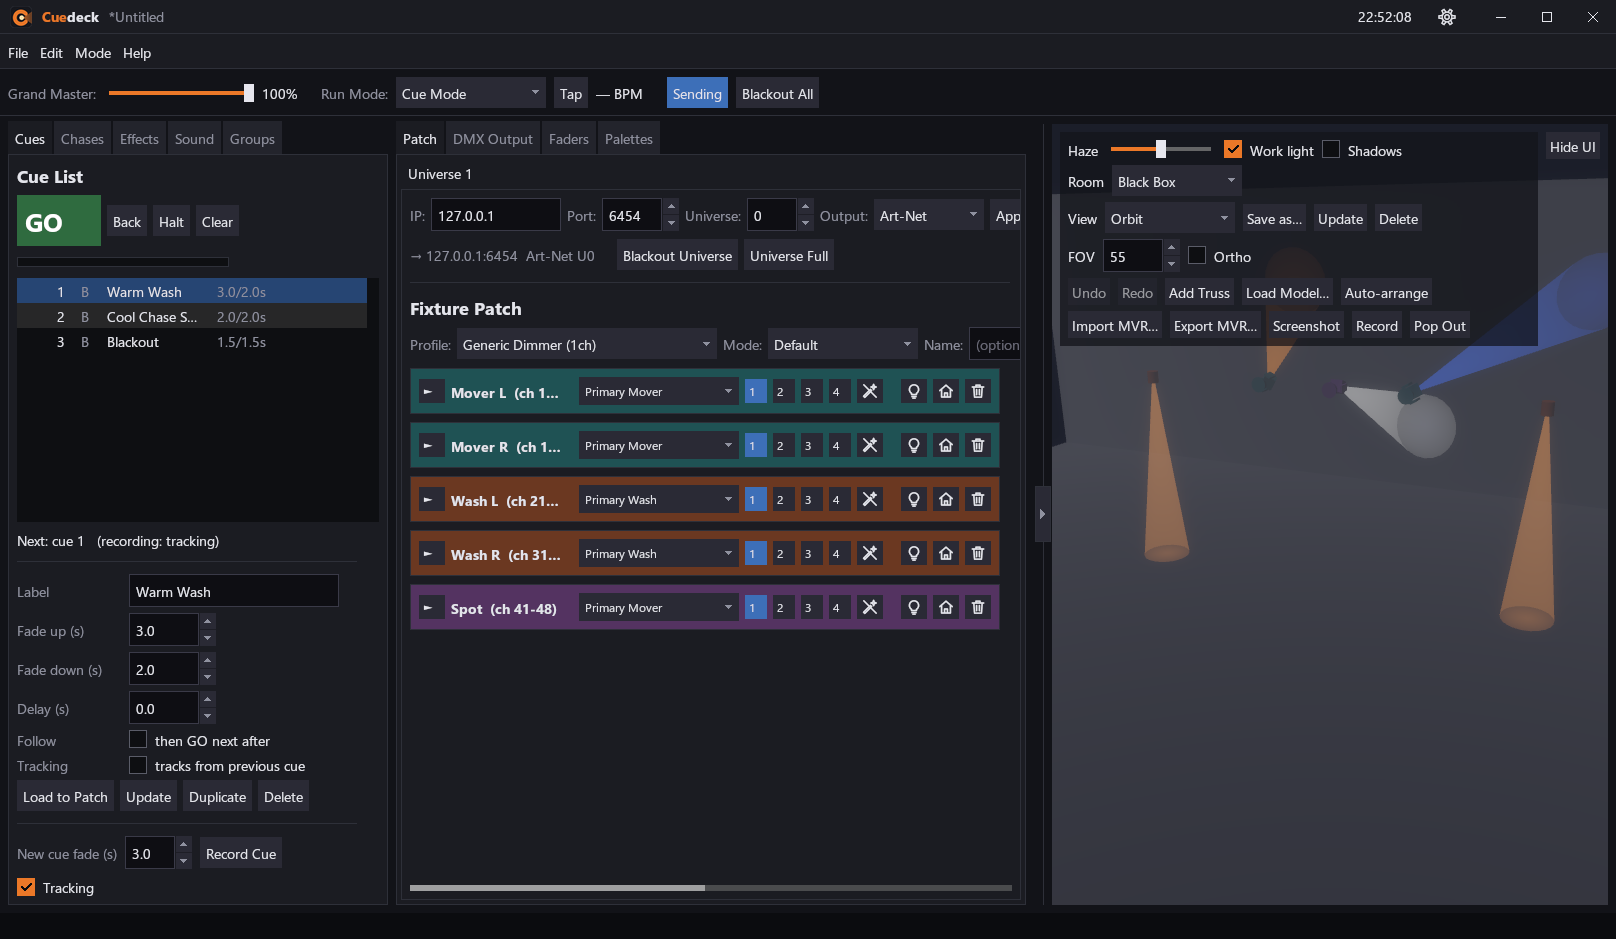 Cuedeck *Untitled 22:52:08
File Edit Mode Help
Grand Master: 100% Run Mode: Cue Mode Tap — BPM Sending Blackout All
Cues Chases Effects Sound Groups
Cue List
GO Back Halt Clear
1 B Warm Wash 3.0/2.0s
2 B Cool Chase S... 2.0/2.0s
3 B Blackout 1.5/1.5s
Next: cue 1 (recording: tracking)
Label Warm Wash
Fade up (s) 3.0
Fade down (s) 2.0
Delay (s) 0.0
Follow then GO next after
Tracking tracks from previous cue
Load to Patch Update Duplicate Delete
New cue fade (s) 3.0 Record Cue
Tracking
Patch DMX Output Faders Palettes
Universe 1
IP: 127.0.0.1 Port: 6454 Universe: 0 Output: Art-Net App
→ 127.0.0.1:6454 Art-Net U0 Blackout Universe Universe Full
Fixture Patch
Profile: Generic Dimmer (1ch) Mode: Default Name: (option
Mover L (ch 1... Primary Mover 1 2 3 4
Mover R (ch 1... Primary Mover 1 2 3 4
Wash L (ch 21... Primary Wash 1 2 3 4
Wash R (ch 31... Primary Wash 1 2 3 4
Spot (ch 41-48) Primary Mover 1 2 3 4
Haze Work light Shadows Hide UI
Room Black Box
View Orbit Save as... Update Delete
FOV 55 Ortho
Undo Redo Add Truss Load Model... Auto-arrange
Import MVR... Export MVR... Screenshot Record Pop Out